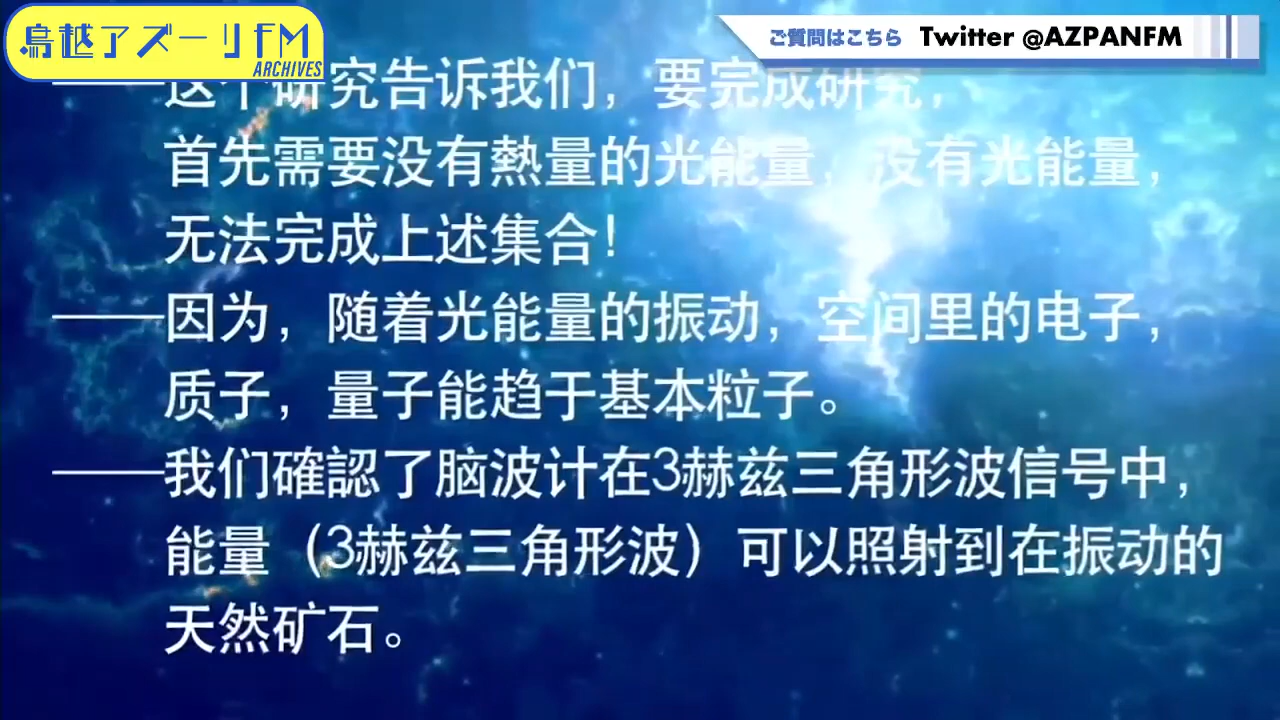 鳥越アズーリFM
ARCHIVES
ご質問はこちら Twitter @AZPANFM
——这个研究告诉我们，要完成研究，
首先需要没有熱量的光能量，没有光能量，
无法完成上述集合！
——因为，随着光能量的振动，空间里的电子，
质子，量子能趋于基本粒子。
——我们確認了脑波计在3赫兹三角形波信号中，
能量（3赫兹三角形波）可以照射到在振动的
天然矿石。